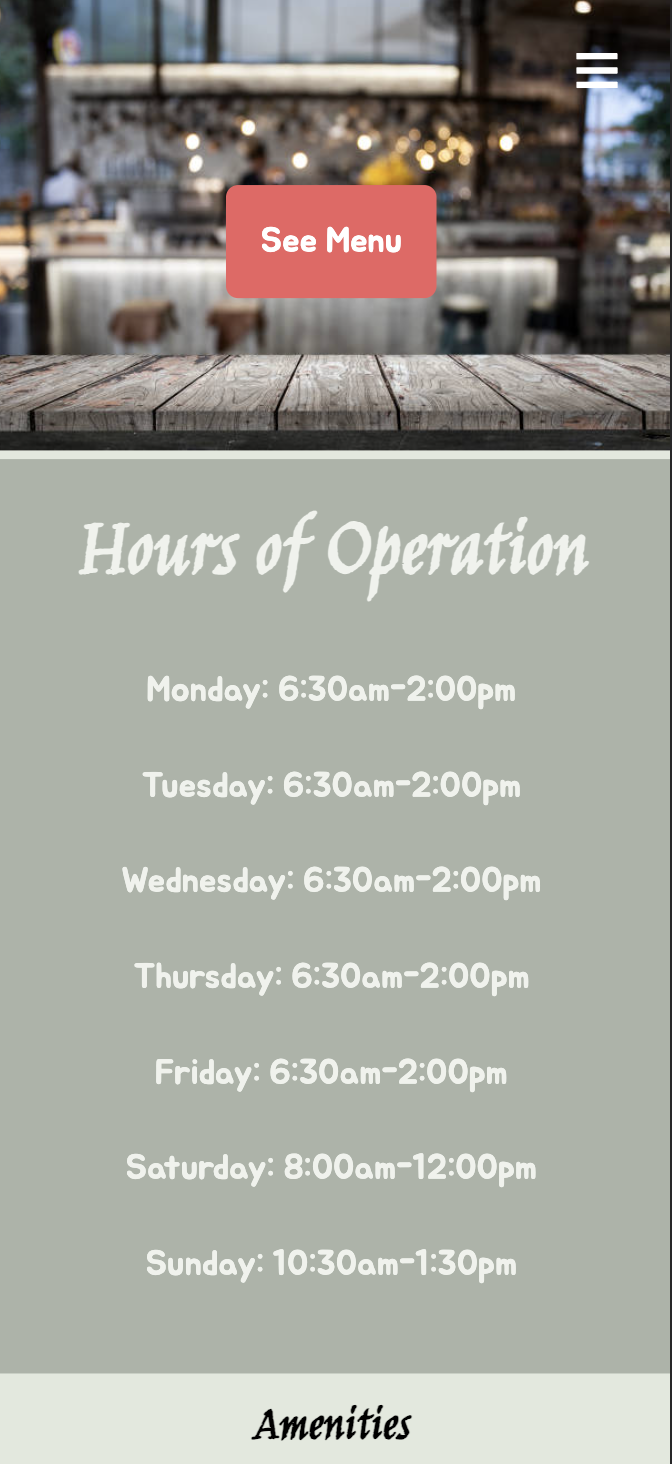 See Menu
Hours of Operation
Monday: 6:30am-2:00pm
Tuesday: 6:30am-2:00pm
Wednesday: 6:30am-2:00pm
Thursday: 6:30am-2:00pm
Friday: 6:30am-2:00pm
Saturday: 8:00am-12:00pm
Sunday: 10:30am-1:30pm
Amenities